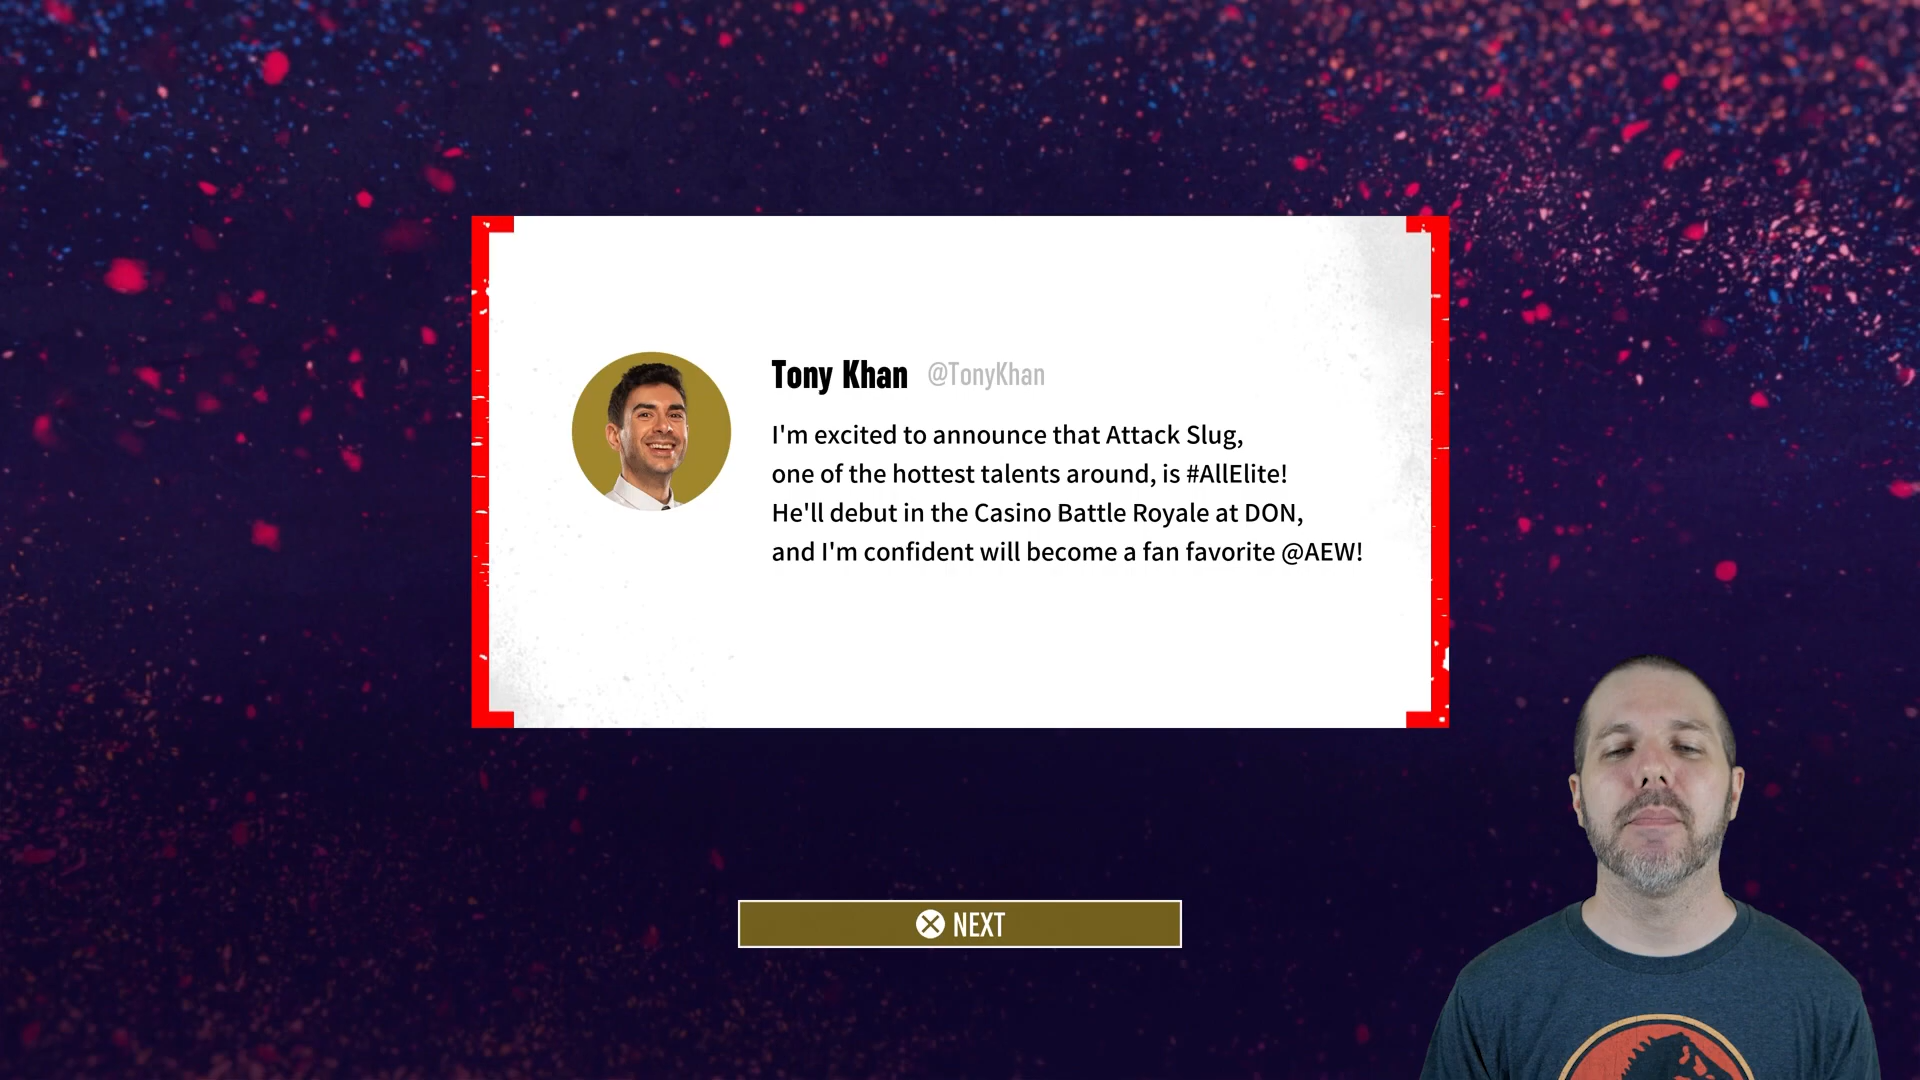 Tony Khan @TonyKhan
I'm excited to announce that Attack Slug,
one of the hottest talents around, is #AllElite!
He'll debut in the Casino Battle Royale at DON,
and I'm confident will become a fan favorite @AEW!
NEXT